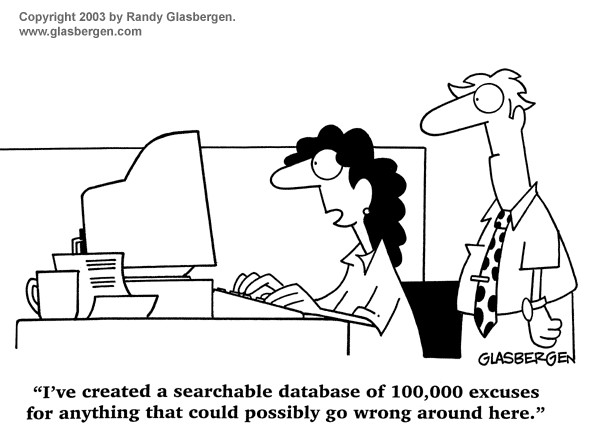 Copyright 2003 by Randy Glasbergen.
www.glasbergen.com
GLASBERGEN
“I’ve created a searchable database of 100,000 excuses
for anything that could possibly go wrong around here.”